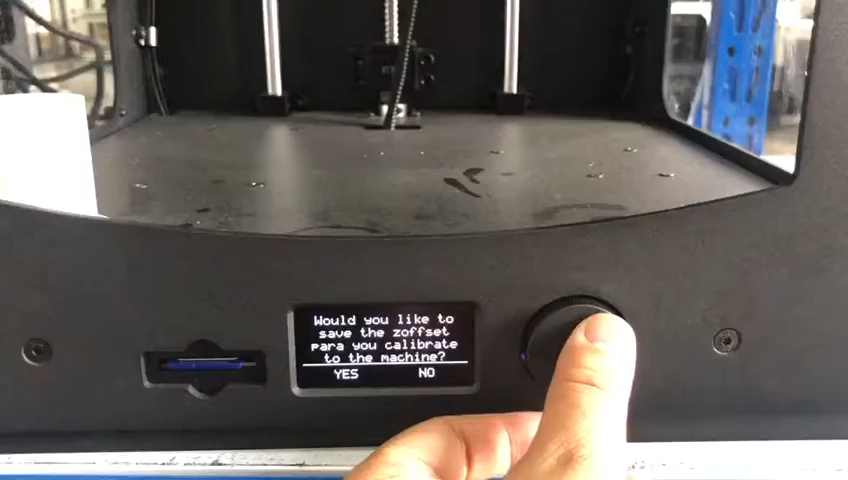 Would you like to
save the zoffset
para you calibrate
to the machine?
YES NO